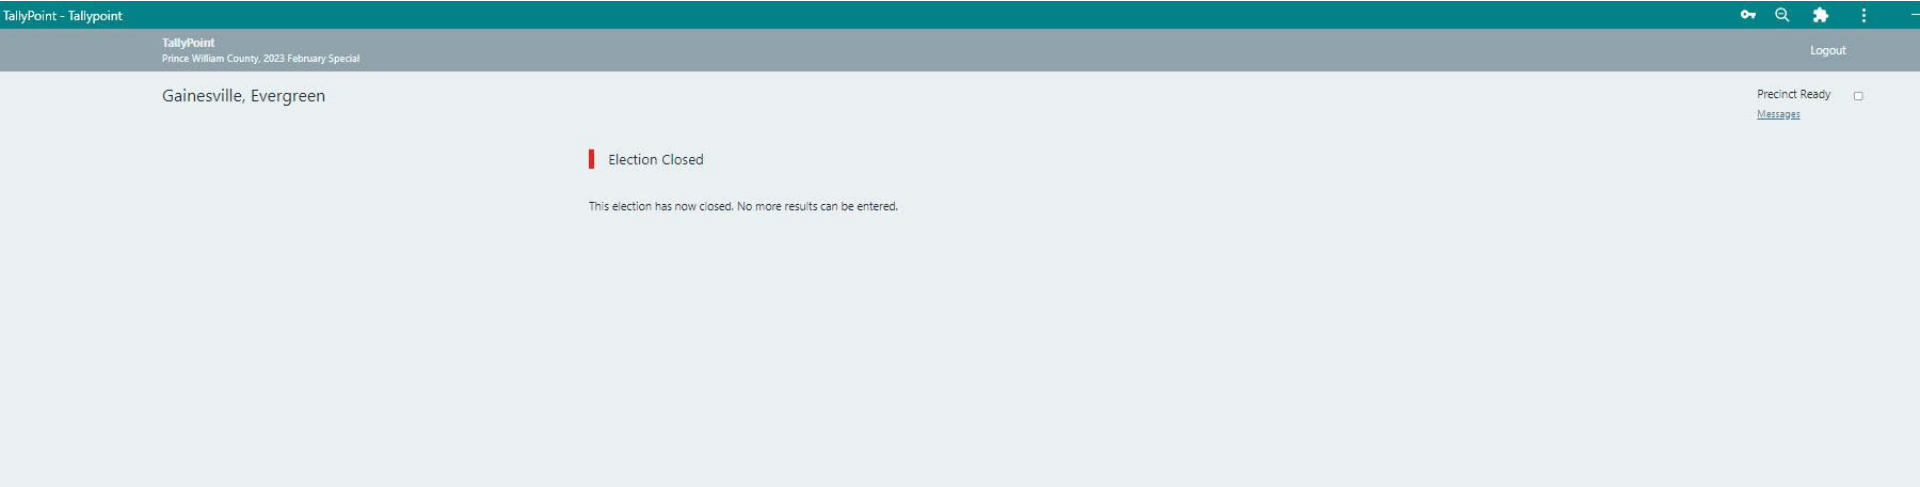 TallyPoint - Tallypoint
TallyPoint
Prince William County, 2023 February Special
Logout
Gainesville, Evergreen
Precinct Ready
Messages
Election Closed
This election has now closed. No more results can be entered.